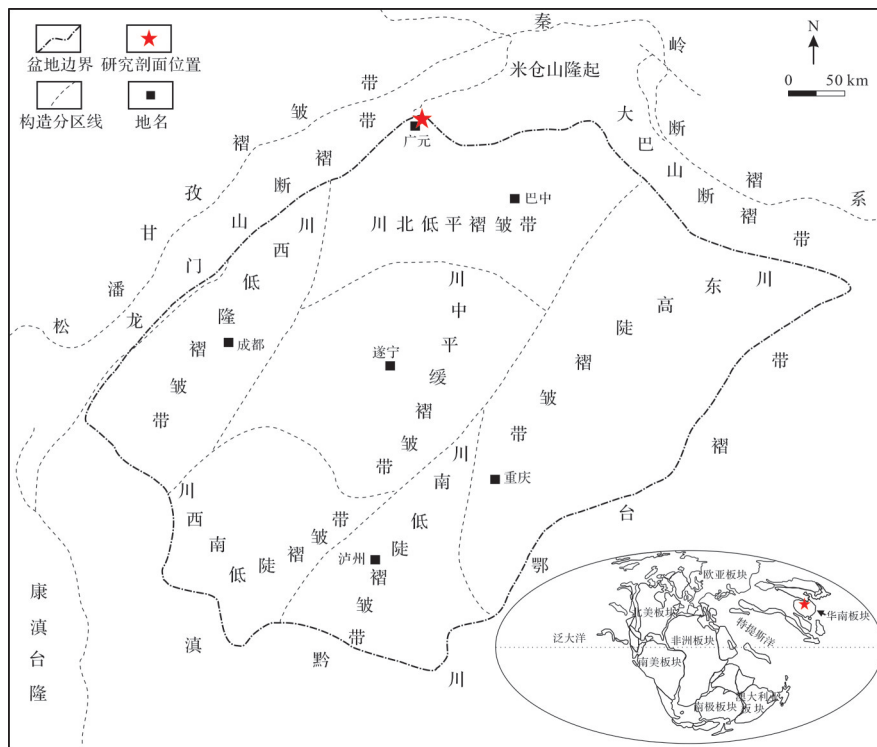 盆地边界
研究剖面位置
构造分区线
地名
N
0 50 km
秦岭
米仓山隆起
大巴山断褶带
断褶系
松潘甘孜褶皱带
龙门山断褶带
广元
巴中
川北低平褶皱带
川西低隆褶皱带
成都
川中平缓褶皱带
遂宁
川东高陡褶皱带
重庆
川南低陡褶皱带
泸州
川西南低陡褶皱带
康滇台隆
滇黔川鄂台褶带
欧亚板块
北美板块
华南板块
特提斯洋
泛大洋
非洲板块
南美板块
澳大利亚
板块
南极板块